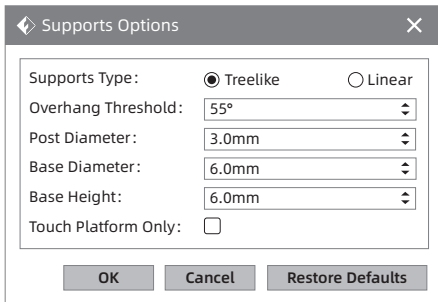 Supports Options
Supports Type: Treelike Linear
Overhang Threshold: 55°
Post Diameter: 3.0mm
Base Diameter: 6.0mm
Base Height: 6.0mm
Touch Platform Only:
OK Cancel Restore Defaults